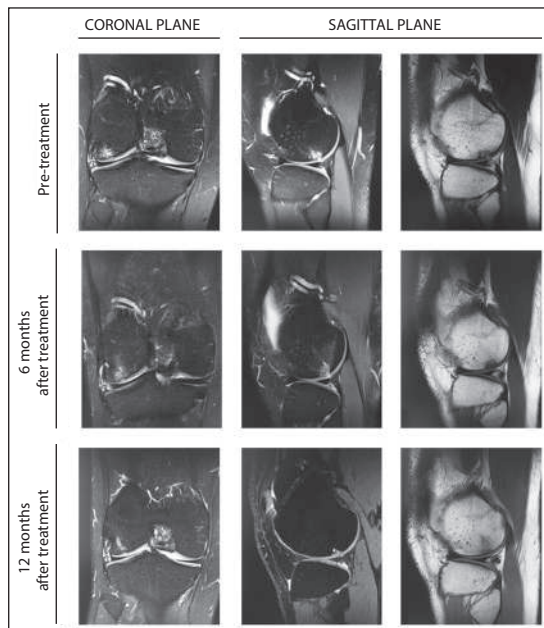 CORONAL PLANE
SAGITTAL PLANE
Pre-treatment
6 months
after treatment
12 months
after treatment